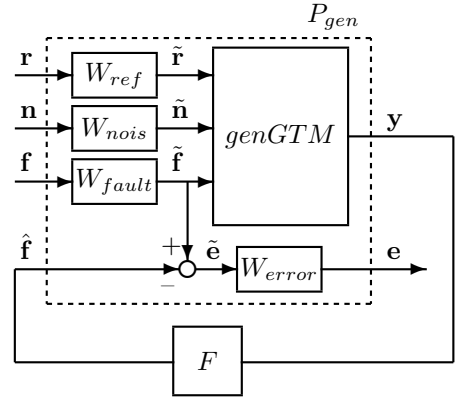 P_gen
r W_ref r̃
n W_nois ñ
genGTM y
f W_fault f̃
+
f̂ ẽ W_error e
−
F